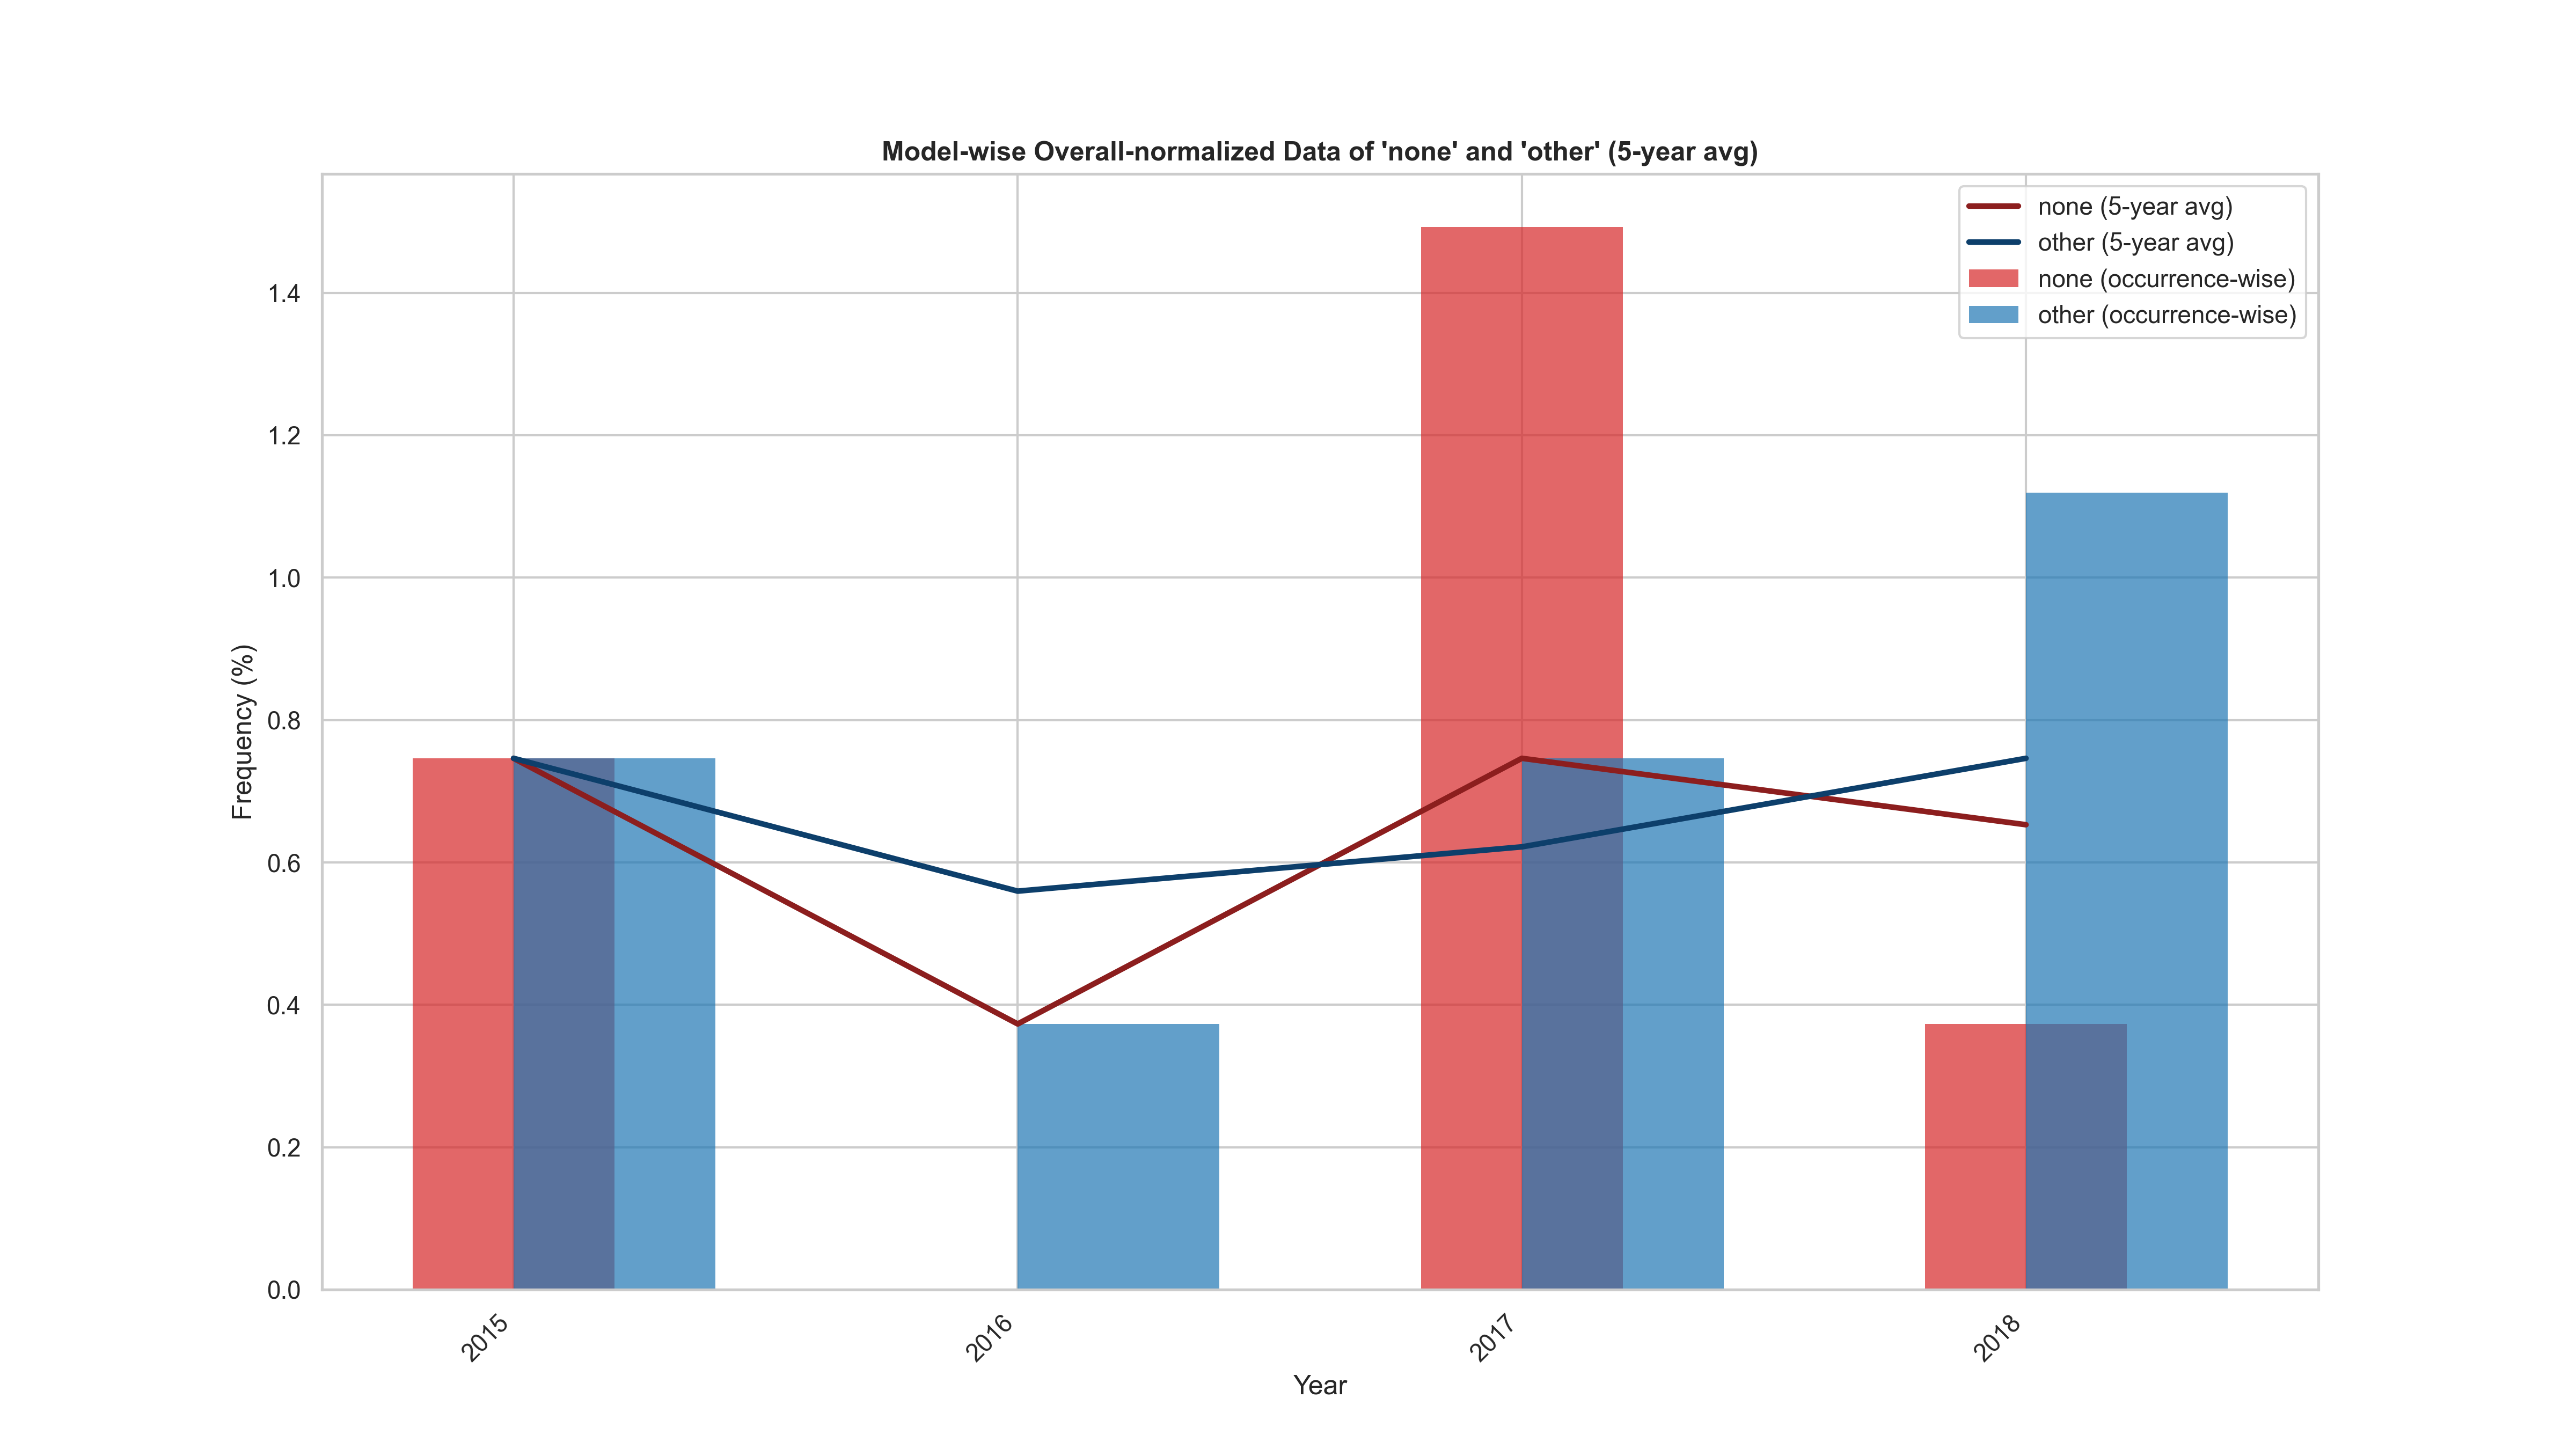 Model-wise Overall-normalized Data of 'none' and 'other' (5-year avg)
none (5-year avg)
other (5-year avg)
none (occurrence-wise)
other (occurrence-wise)
Frequency (%)
1.4
1.2
1.0
0.8
0.6
0.4
0.2
0.0
2015
2016
2017
2018
Year